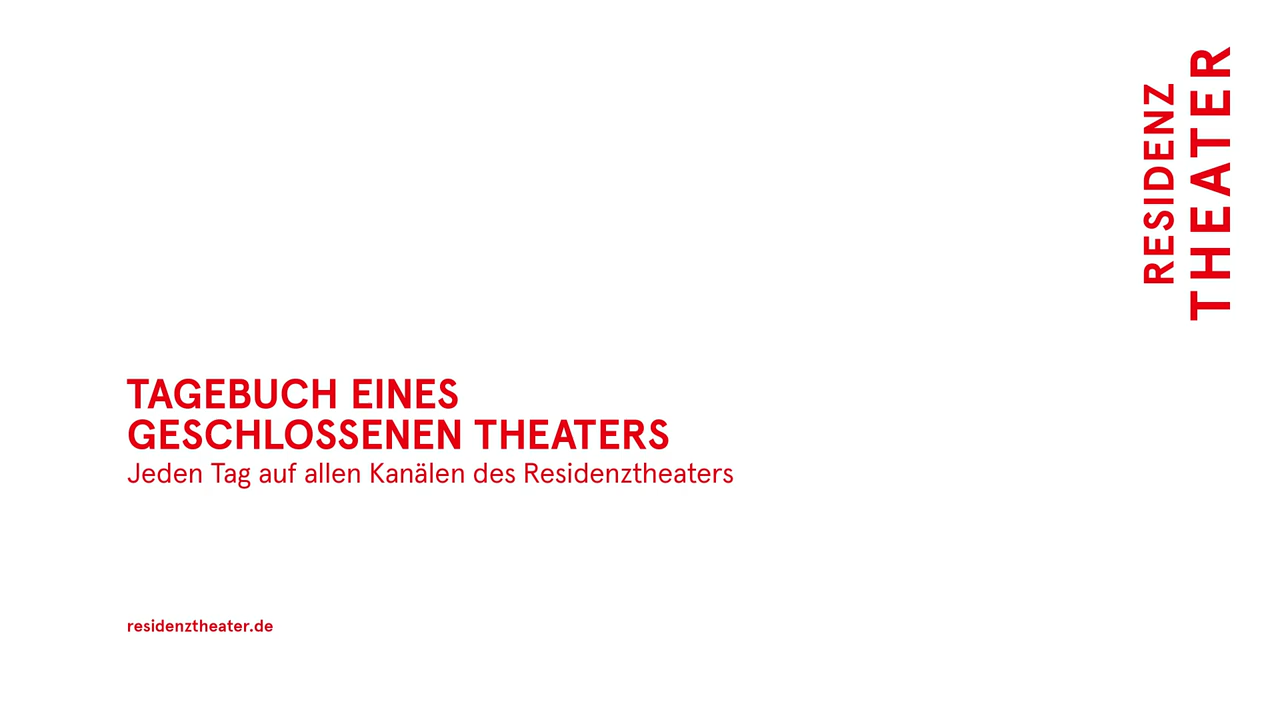 RESIDENZ
THEATER
TAGEBUCH EINES
GESCHLOSSENEN THEATERS
Jeden Tag auf allen Kanälen des Residenztheaters
residenztheater.de